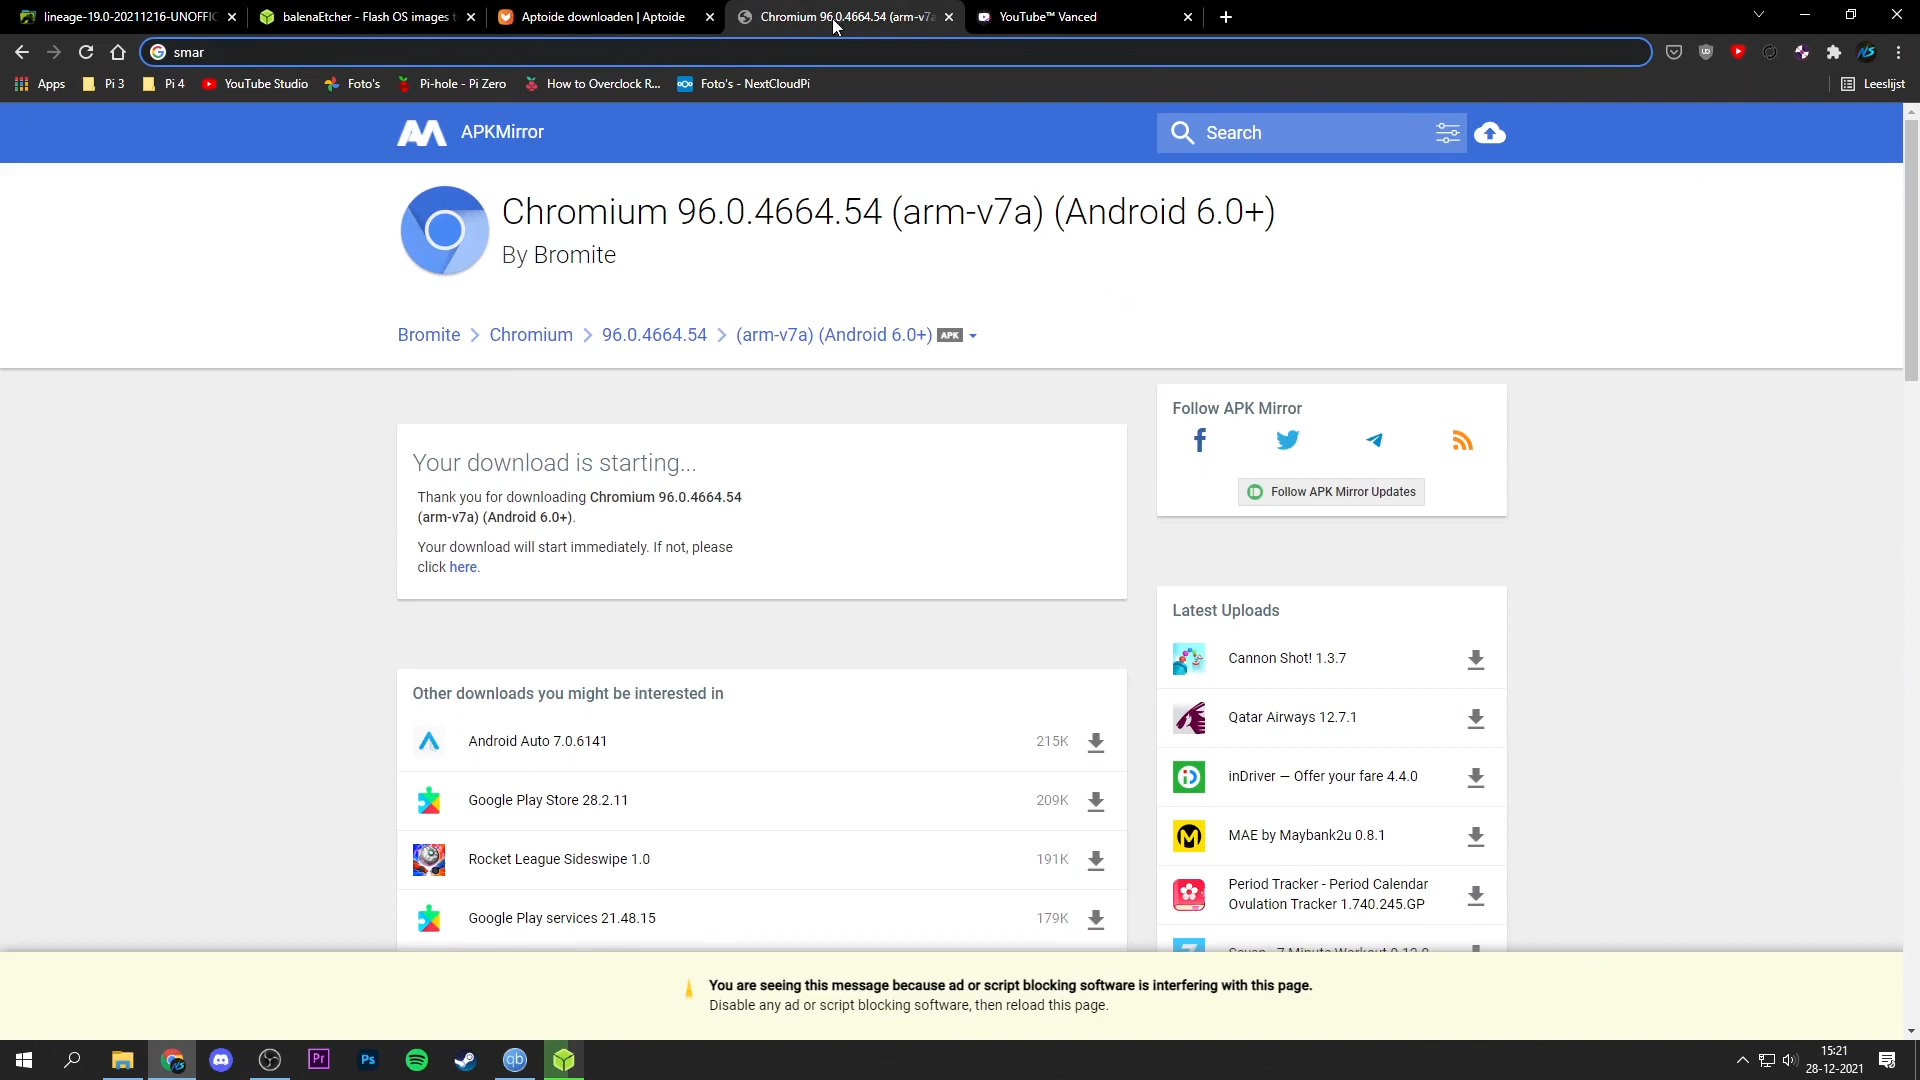 lineage-19.0-20211216-UNOFFIC
balenaEtcher - Flash OS images t
Aptoide downloaden | Aptoide
Chromium 96.0.4664.54 (arm-v7a
YouTube™ Vanced
smar
Apps
Pi 3
Pi 4
YouTube Studio
Foto's
Pi-hole - Pi Zero
How to Overclock R...
Foto's - NextCloudPi
Leeslijst
APKMirror
Search
Chromium 96.0.4664.54 (arm-v7a) (Android 6.0+)
By Bromite
Bromite > Chromium > 96.0.4664.54 > (arm-v7a) (Android 6.0+) APK
Your download is starting...
Thank you for downloading Chromium 96.0.4664.54
(arm-v7a) (Android 6.0+).
Your download will start immediately. If not, please
click here.
Follow APK Mirror
Follow APK Mirror Updates
Other downloads you might be interested in
Android Auto 7.0.6141 215K
Google Play Store 28.2.11 209K
Rocket League Sideswipe 1.0 191K
Google Play services 21.48.15 179K
Latest Uploads
Cannon Shot! 1.3.7
Qatar Airways 12.7.1
inDriver — Offer your fare 4.4.0
MAE by Maybank2u 0.8.1
Period Tracker - Period Calendar
Ovulation Tracker 1.740.245.GP
You are seeing this message because ad or script blocking software is interfering with this page.
Disable any ad or script blocking software, then reload this page.
Pr
Ps
qb
15:21
28-12-2021